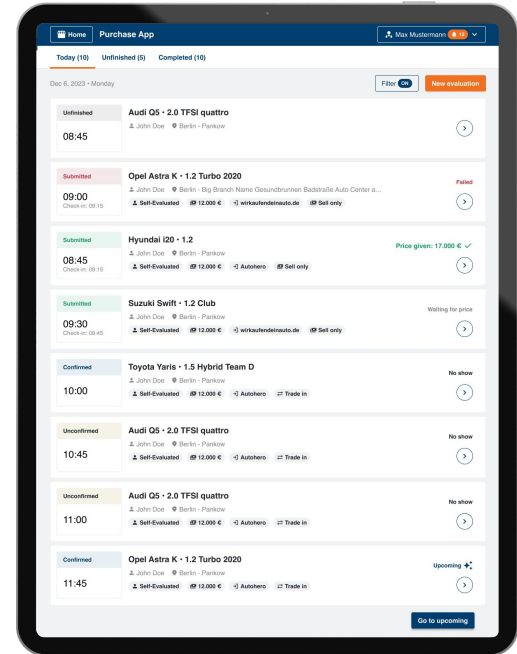 Home
Purchase App
Max Mustermann
10
Today (10)
Unfinished (5)
Completed (10)
Dec 6, 2023 • Monday
Filter ON
New evaluation
Unfinished
08:45
Audi Q5 • 2.0 TFSI quattro
John Doe
Berlin - Pankow
Submitted
09:00
Check-in: 09:15
Opel Astra K • 1.2 Turbo 2020
John Doe
Berlin - Big Branch Name Gesundbrunnen Badstraße Auto Center a...
Self-Evaluated
12.000 €
wirkaufendeinauto.de
Sell only
Failed
Submitted
08:45
Check-in: 09:15
Hyundai i20 • 1.2
John Doe
Berlin - Pankow
Self-Evaluated
12.000 €
Autohero
Sell only
Price given: 17.000 €
Submitted
09:30
Check-in: 09:45
Suzuki Swift • 1.2 Club
John Doe
Berlin - Pankow
Self-Evaluated
12.000 €
wirkaufendeinauto.de
Sell only
Waiting for price
Confirmed
10:00
Toyota Yaris • 1.5 Hybrid Team D
John Doe
Berlin - Pankow
Self-Evaluated
12.000 €
Autohero
Trade in
No show
Unconfirmed
10:45
Audi Q5 • 2.0 TFSI quattro
John Doe
Berlin - Pankow
Self-Evaluated
12.000 €
Autohero
Trade in
No show
Unconfirmed
11:00
Audi Q5 • 2.0 TFSI quattro
John Doe
Berlin - Pankow
Self-Evaluated
12.000 €
Autohero
Trade in
No show
Confirmed
11:45
Opel Astra K • 1.2 Turbo 2020
John Doe
Berlin - Pankow
Self-Evaluated
12.000 €
Autohero
Trade in
Upcoming
Go to upcoming